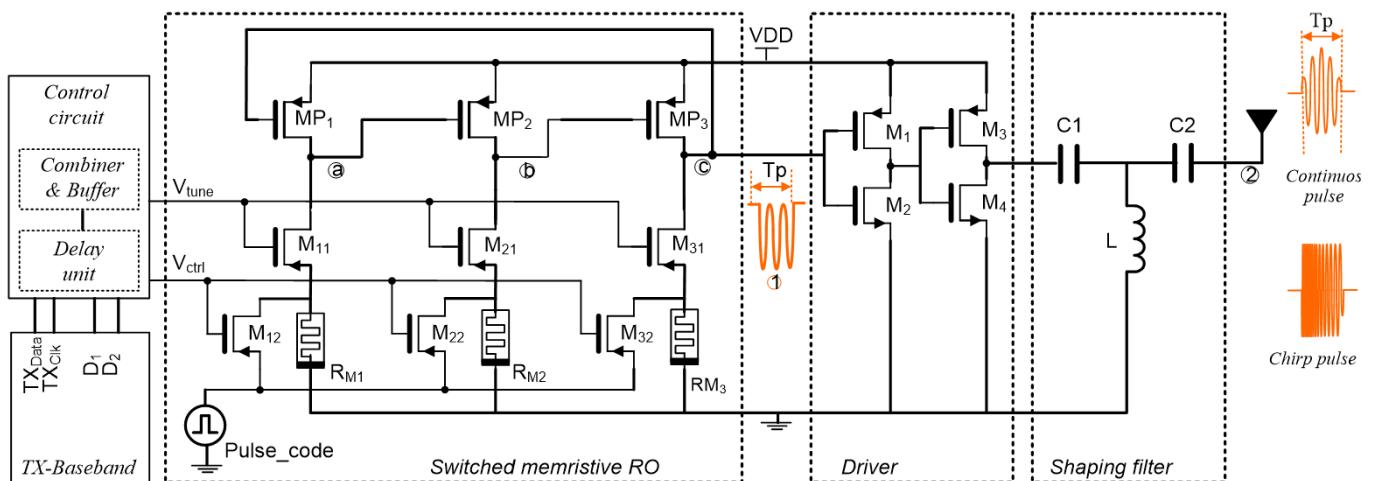 Control
circuit
Combiner
& Buffer
Delay
unit
TXData
TXClk
D1
D2
TX-Baseband
Vtune
Vctrl
MP1
MP2
MP3
a
b
c
M11
M21
M31
M12
M22
M32
RM1
RM2
RM3
Pulse_code
Switched memristive RO
VDD
Tp
1
M1
M2
M3
M4
Driver
C1
C2
L
2
Shaping filter
Tp
Continuos
pulse
Chirp pulse